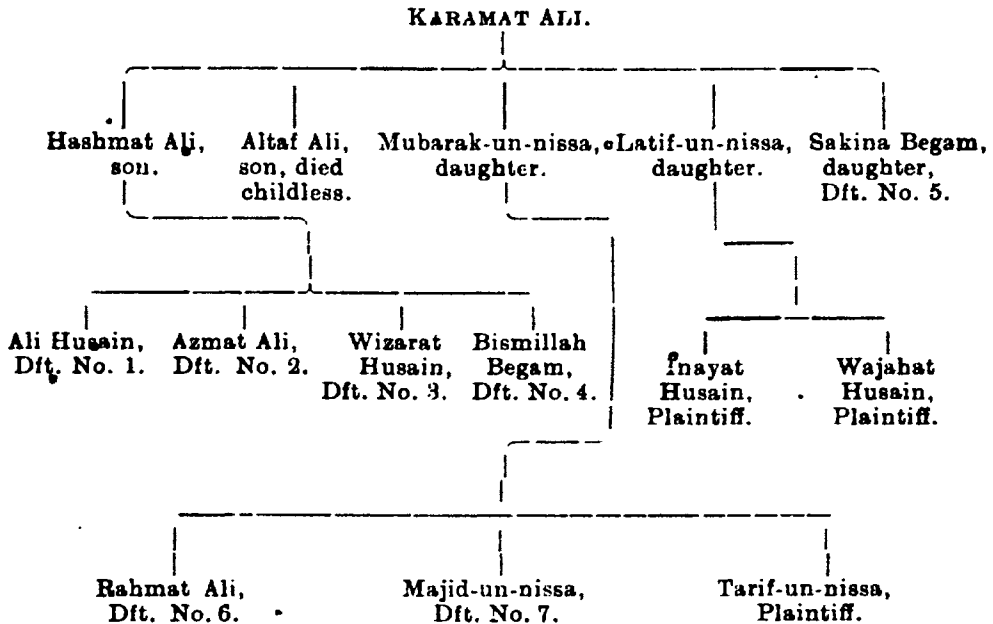 KARAMAT ALI.
Hashmat Ali,
son.
Altaf Ali,
son, died
childless.
Mubarak-un-nissa,
daughter.
Latif-un-nissa,
daughter.
Sakina Begam,
daughter,
Dft. No. 5.
Ali Husain,
Dft. No. 1.
Azmat Ali,
Dft. No. 2.
Wizarat
Husain,
Dft. No. 3.
Bismillah
Begam,
Dft. No. 4.
Inayat
Husain,
Plaintiff.
Wajahat
Husain,
Plaintiff.
Rahmat Ali,
Dft. No. 6.
Majid-un-nissa,
Dft. No. 7.
Tarif-un-nissa,
Plaintiff.